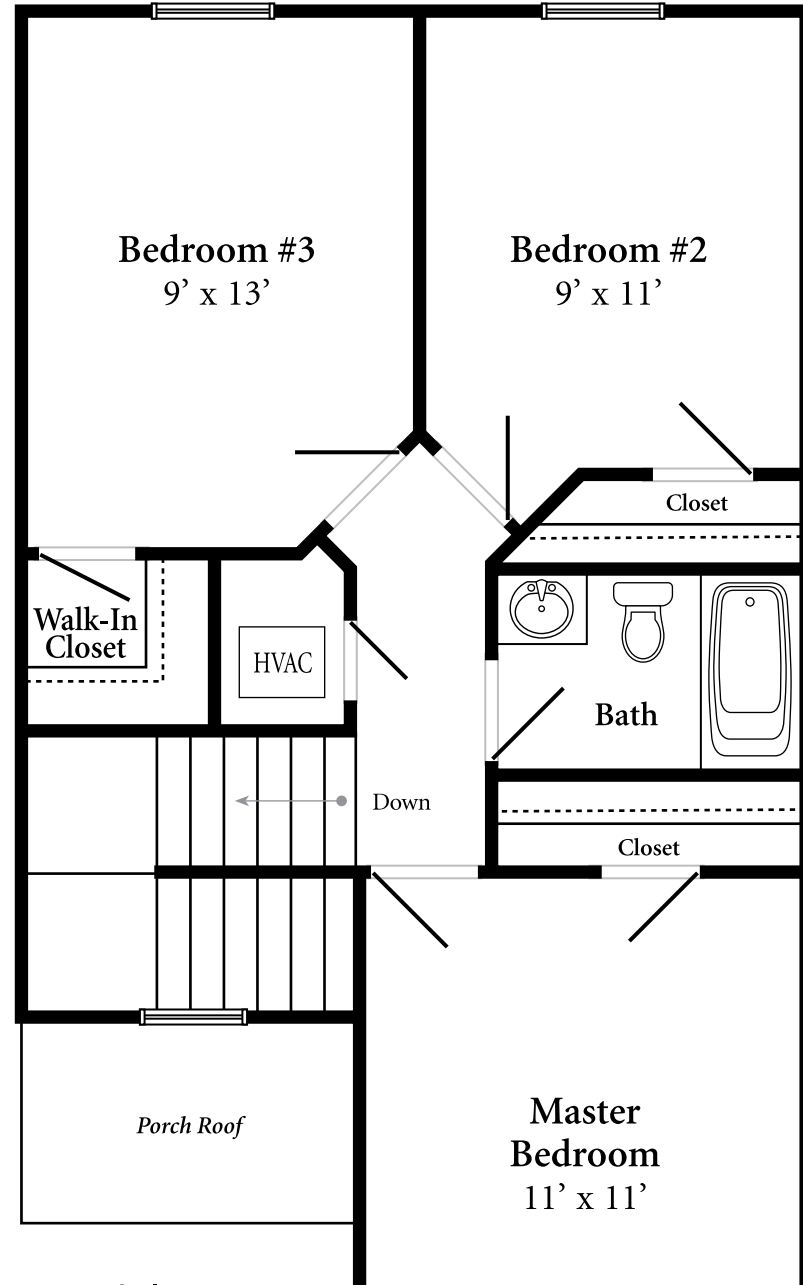 Bedroom #3
9’ x 13’
Bedroom #2
9’ x 11’
Closet
Walk-In
Closet
HVAC
Bath
Down
Closet
Porch Roof
Master
Bedroom
11’ x 11’